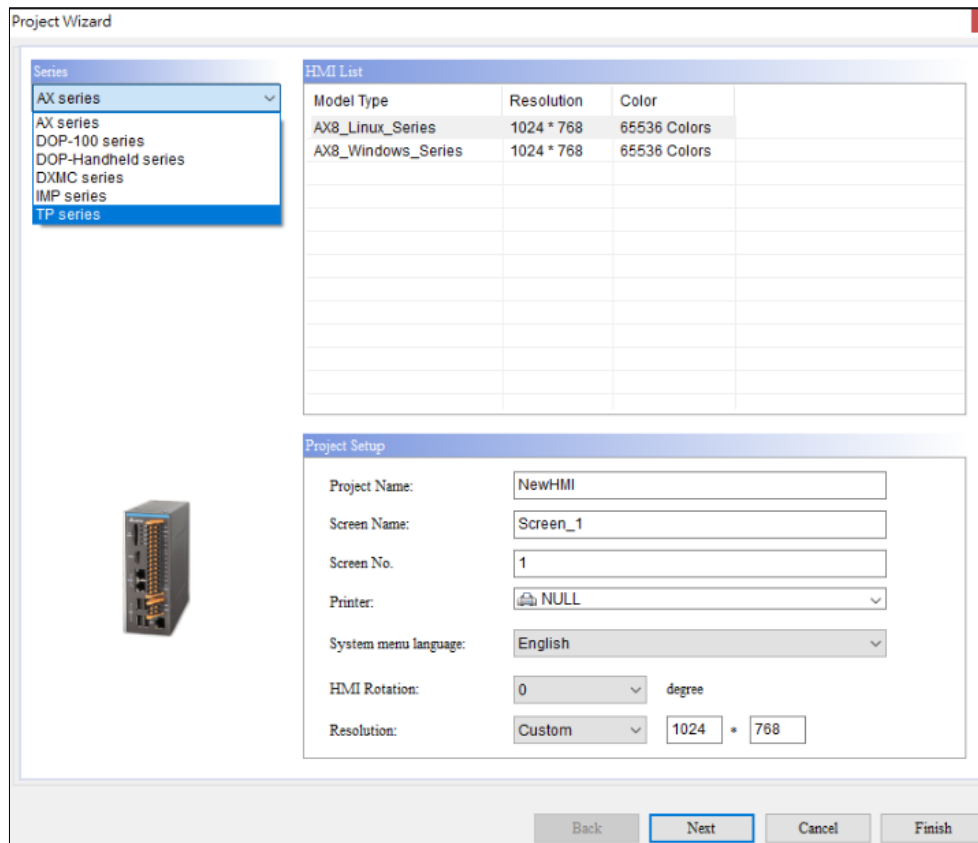 Project Wizard
Series
AX series
AX series
DOP-100 series
DOP-Handheld series
DXMC series
IMP series
TP series
HMI List
Model Type Resolution Color
AX8_Linux_Series 1024 * 768 65536 Colors
AX8_Windows_Series 1024 * 768 65536 Colors
Project Setup
Project Name: NewHMI
Screen Name: Screen_1
Screen No. 1
Printer: NULL
System menu language: English
HMI Rotation: 0 degree
Resolution: Custom 1024 * 768
Back Next Cancel Finish